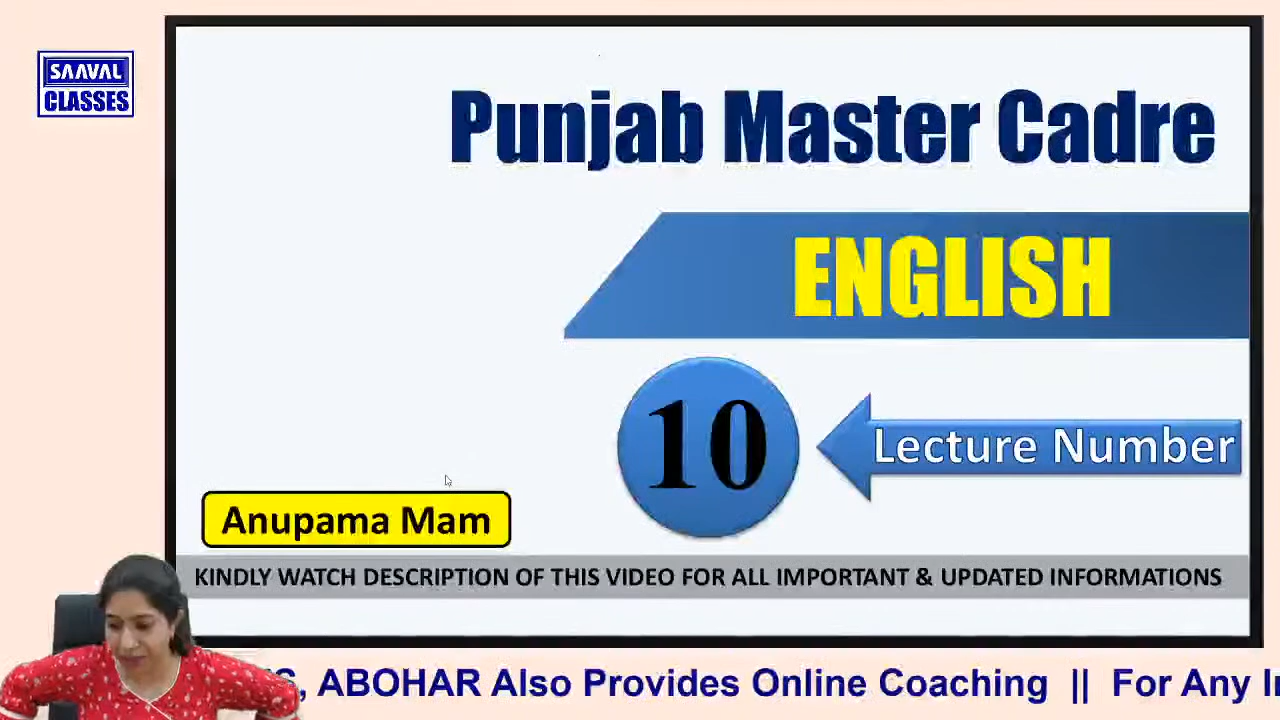 SAAVAL
CLASSES
Punjab Master Cadre
ENGLISH
10
Lecture Number
Anupama Mam
KINDLY WATCH DESCRIPTION OF THIS VIDEO FOR ALL IMPORTANT & UPDATED INFORMATIONS
S, ABOHAR Also Provides Online Coaching || For Any I